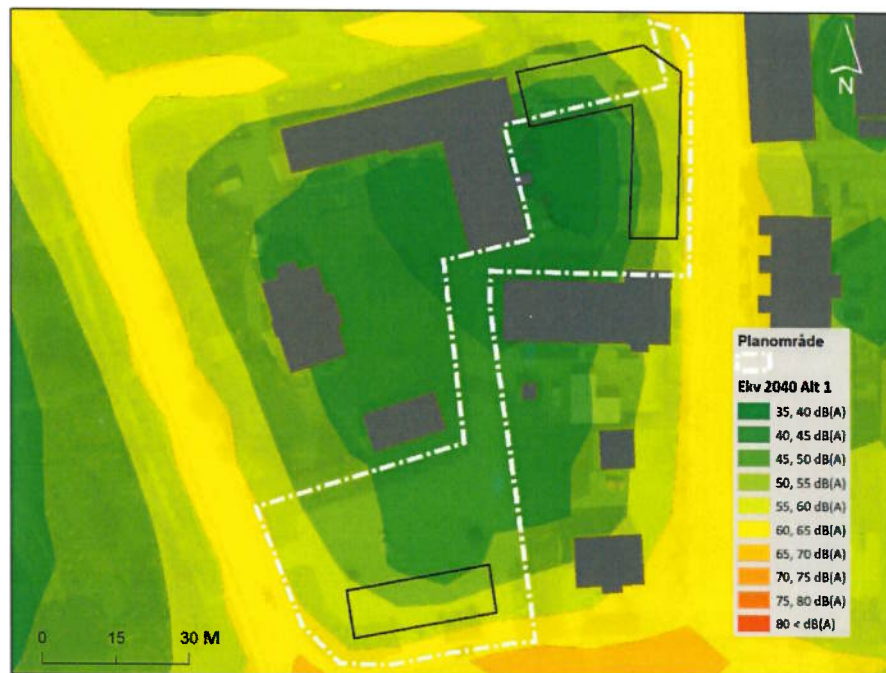 N
Planområde
Ekv 2040 Alt 1
35, 40 dB(A)
40, 45 dB(A)
45, 50 dB(A)
50, 55 dB(A)
55, 60 dB(A)
60, 65 dB(A)
65, 70 dB(A)
70, 75 dB(A)
75, 80 dB(A)
80 < dB(A)
0 15 30 M